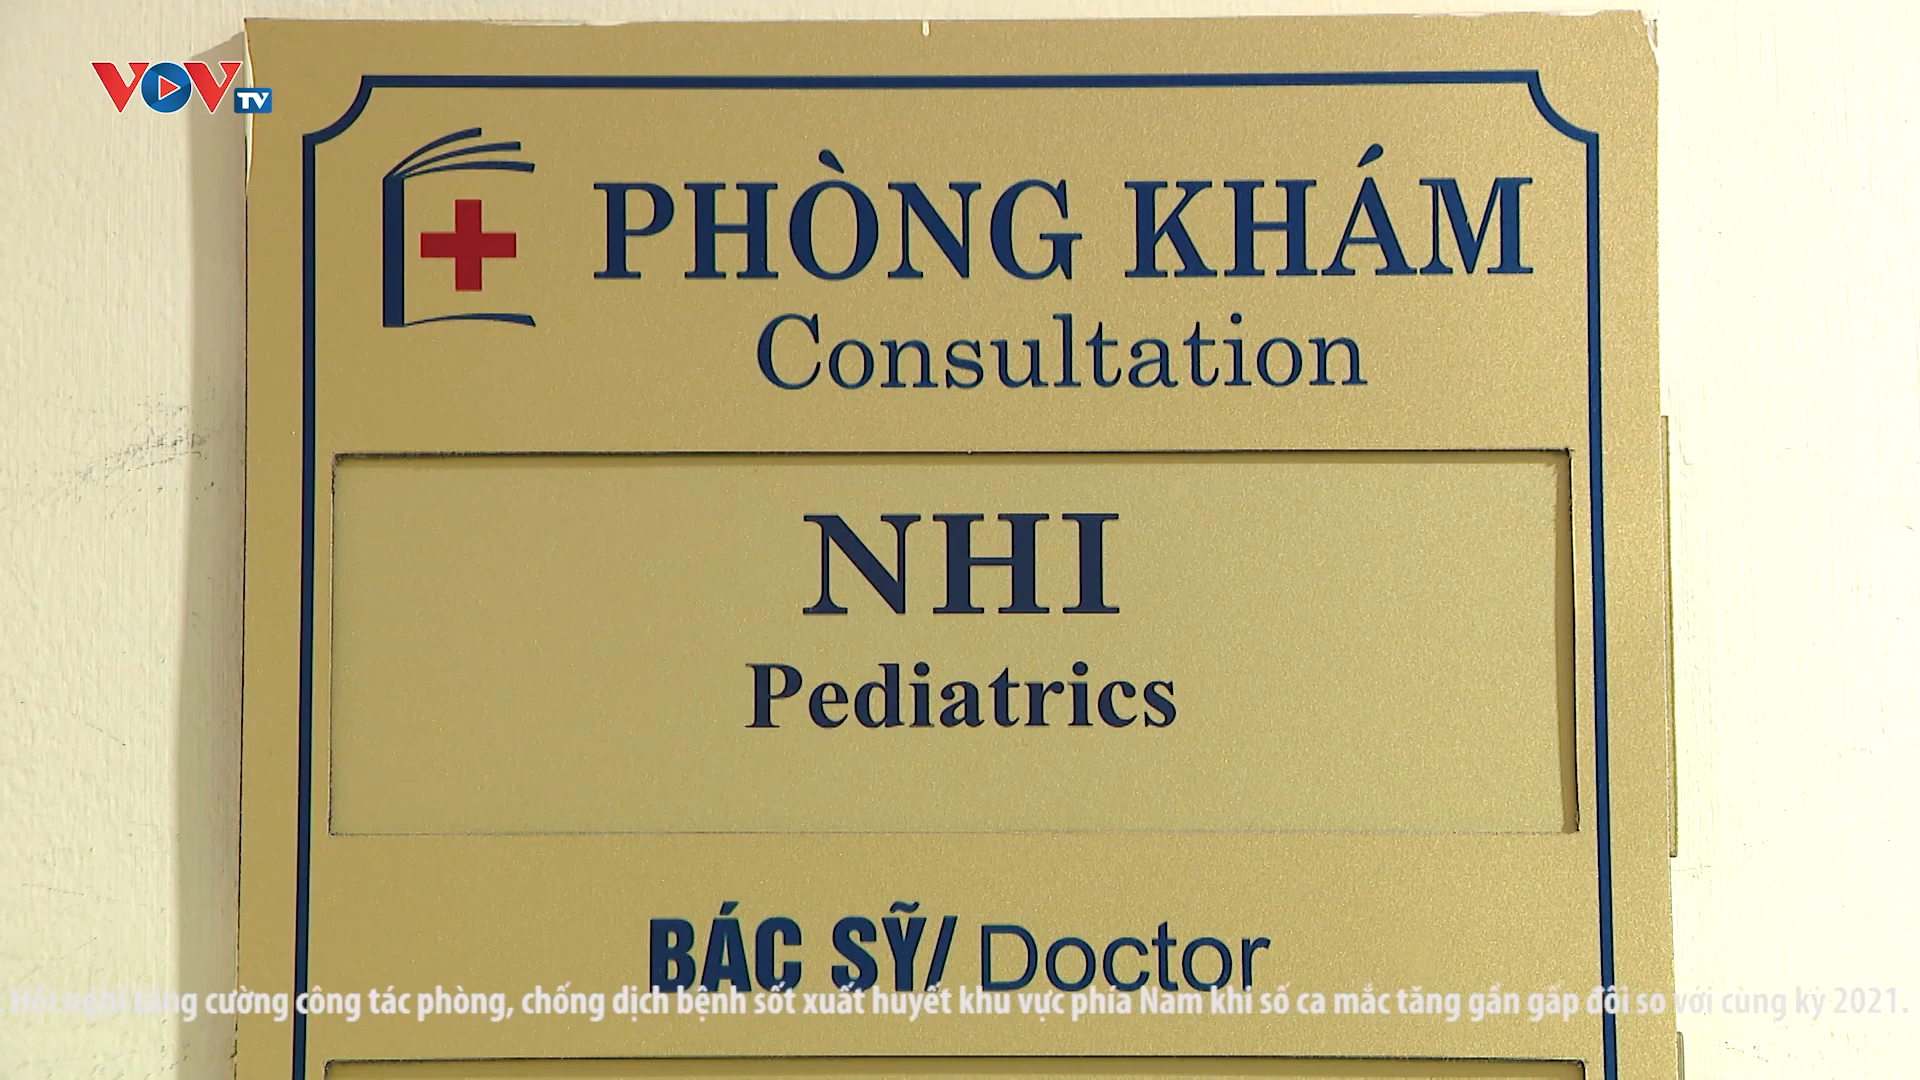 VOV TV
PHÒNG KHÁM
Consultation
NHI
Pediatrics
BÁC SỸ/ Doctor
Hội nghị tăng cường công tác phòng, chống dịch bệnh sốt xuất huyết khu vực phía Nam khi số ca mắc tăng gần gấp đôi so với cùng kỳ 2021.